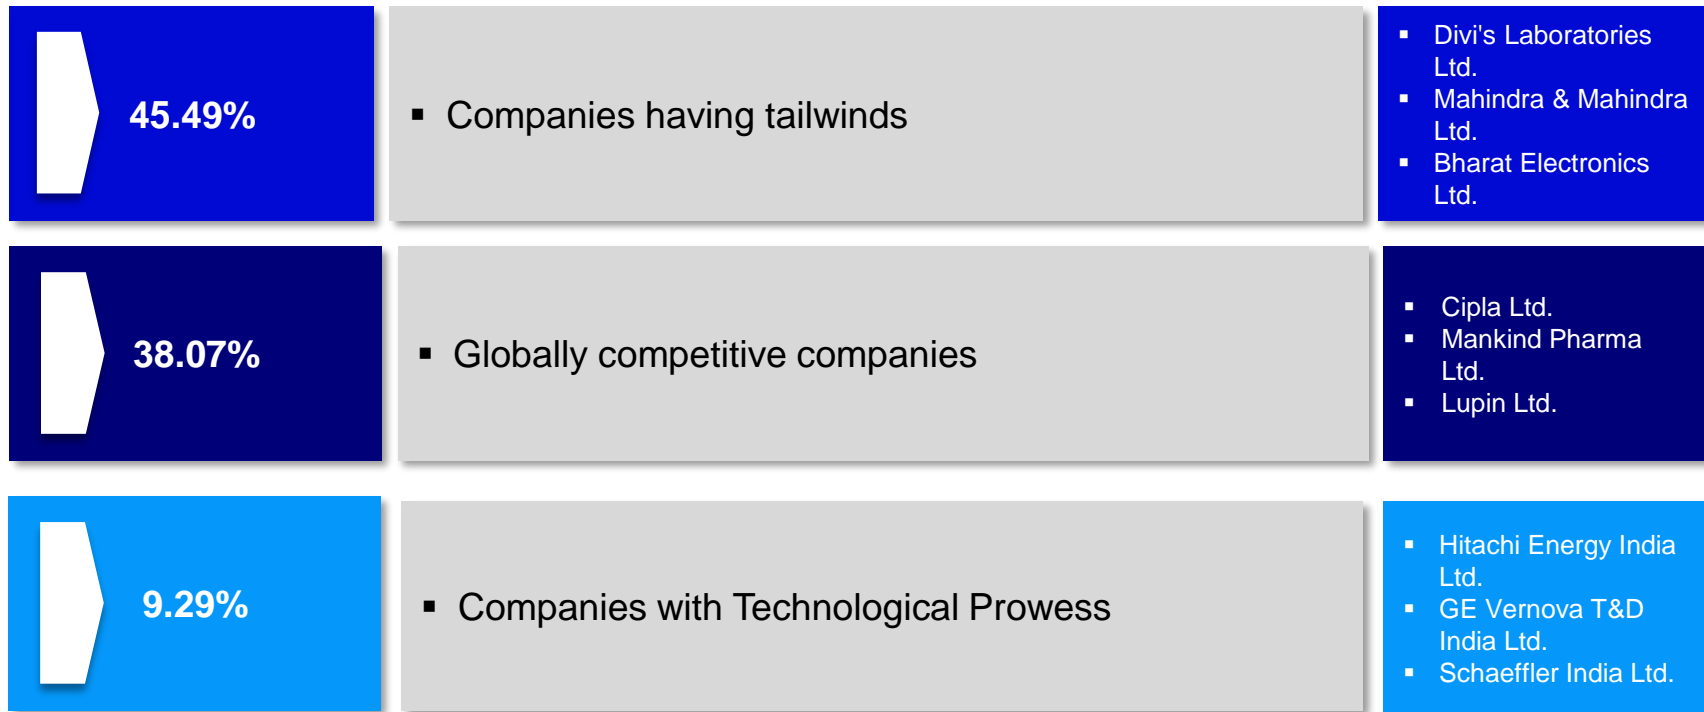 45.49%
▪ Companies having tailwinds
▪ Divi's Laboratories
Ltd.
▪ Mahindra & Mahindra
Ltd.
▪ Bharat Electronics
Ltd.
38.07%
▪ Globally competitive companies
▪ Cipla Ltd.
▪ Mankind Pharma
Ltd.
▪ Lupin Ltd.
9.29%
▪ Companies with Technological Prowess
▪ Hitachi Energy India
Ltd.
▪ GE Vernova T&D
India Ltd.
▪ Schaeffler India Ltd.